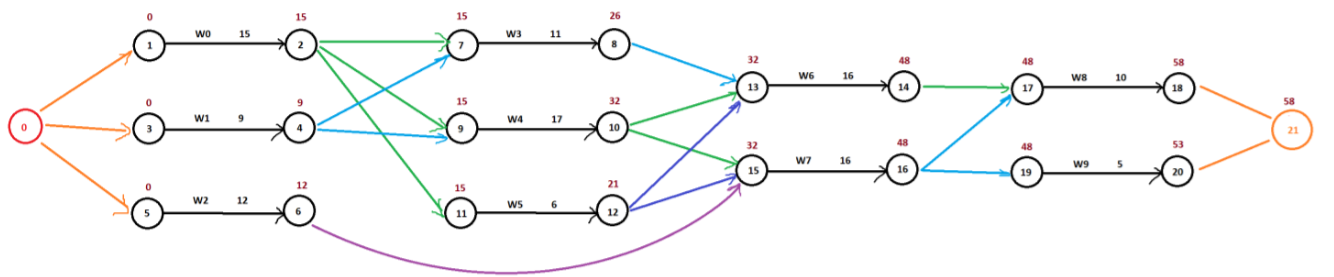 0 15 15 26
1 W0 15 2 7 W3 11 8
32 48 48 58
13 W6 16 14 17 W8 10 18
0 9 15 32 58
0 3 W1 9 4 9 W4 17 10 21
32 48 48 53
15 W7 16 16 19 W9 5 20
0 12 15 21
5 W2 12 6 11 W5 6 12